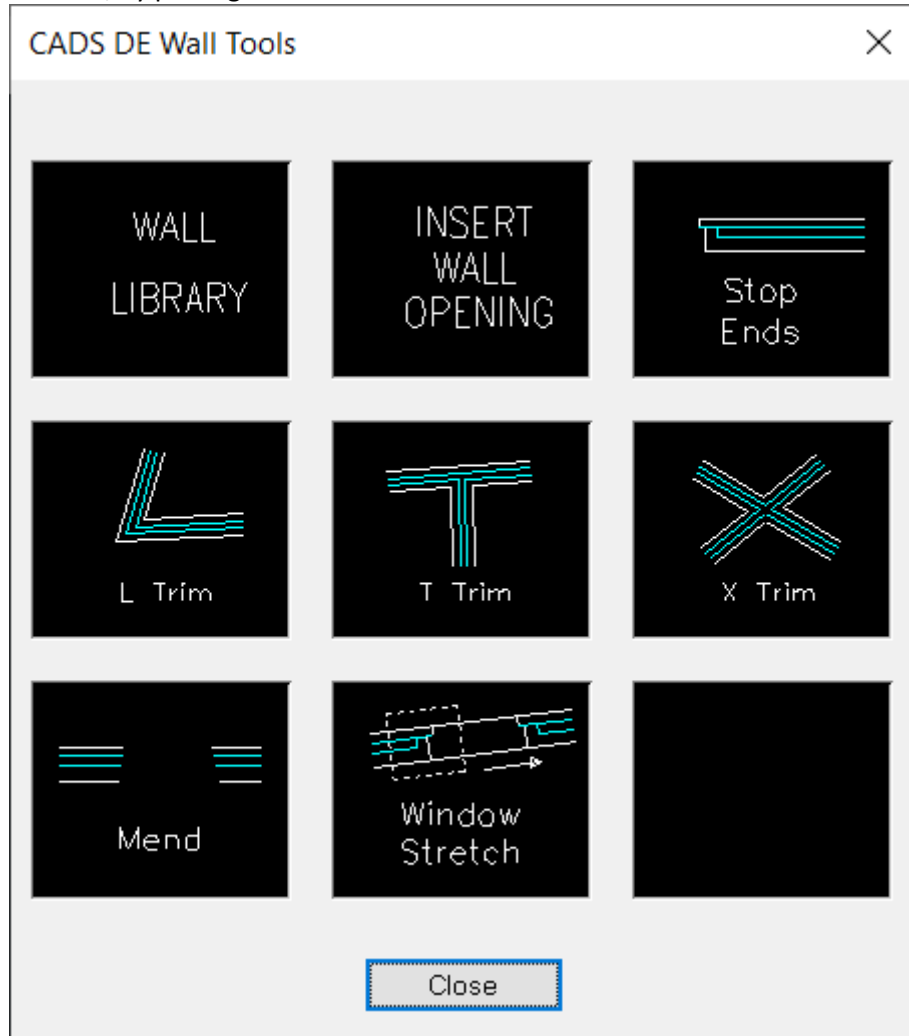 CADS DE Wall Tools
WALL
LIBRARY
INSERT
WALL
OPENING
Stop
Ends
L Trim
T Trim
X Trim
Mend
Window
Stretch
Close